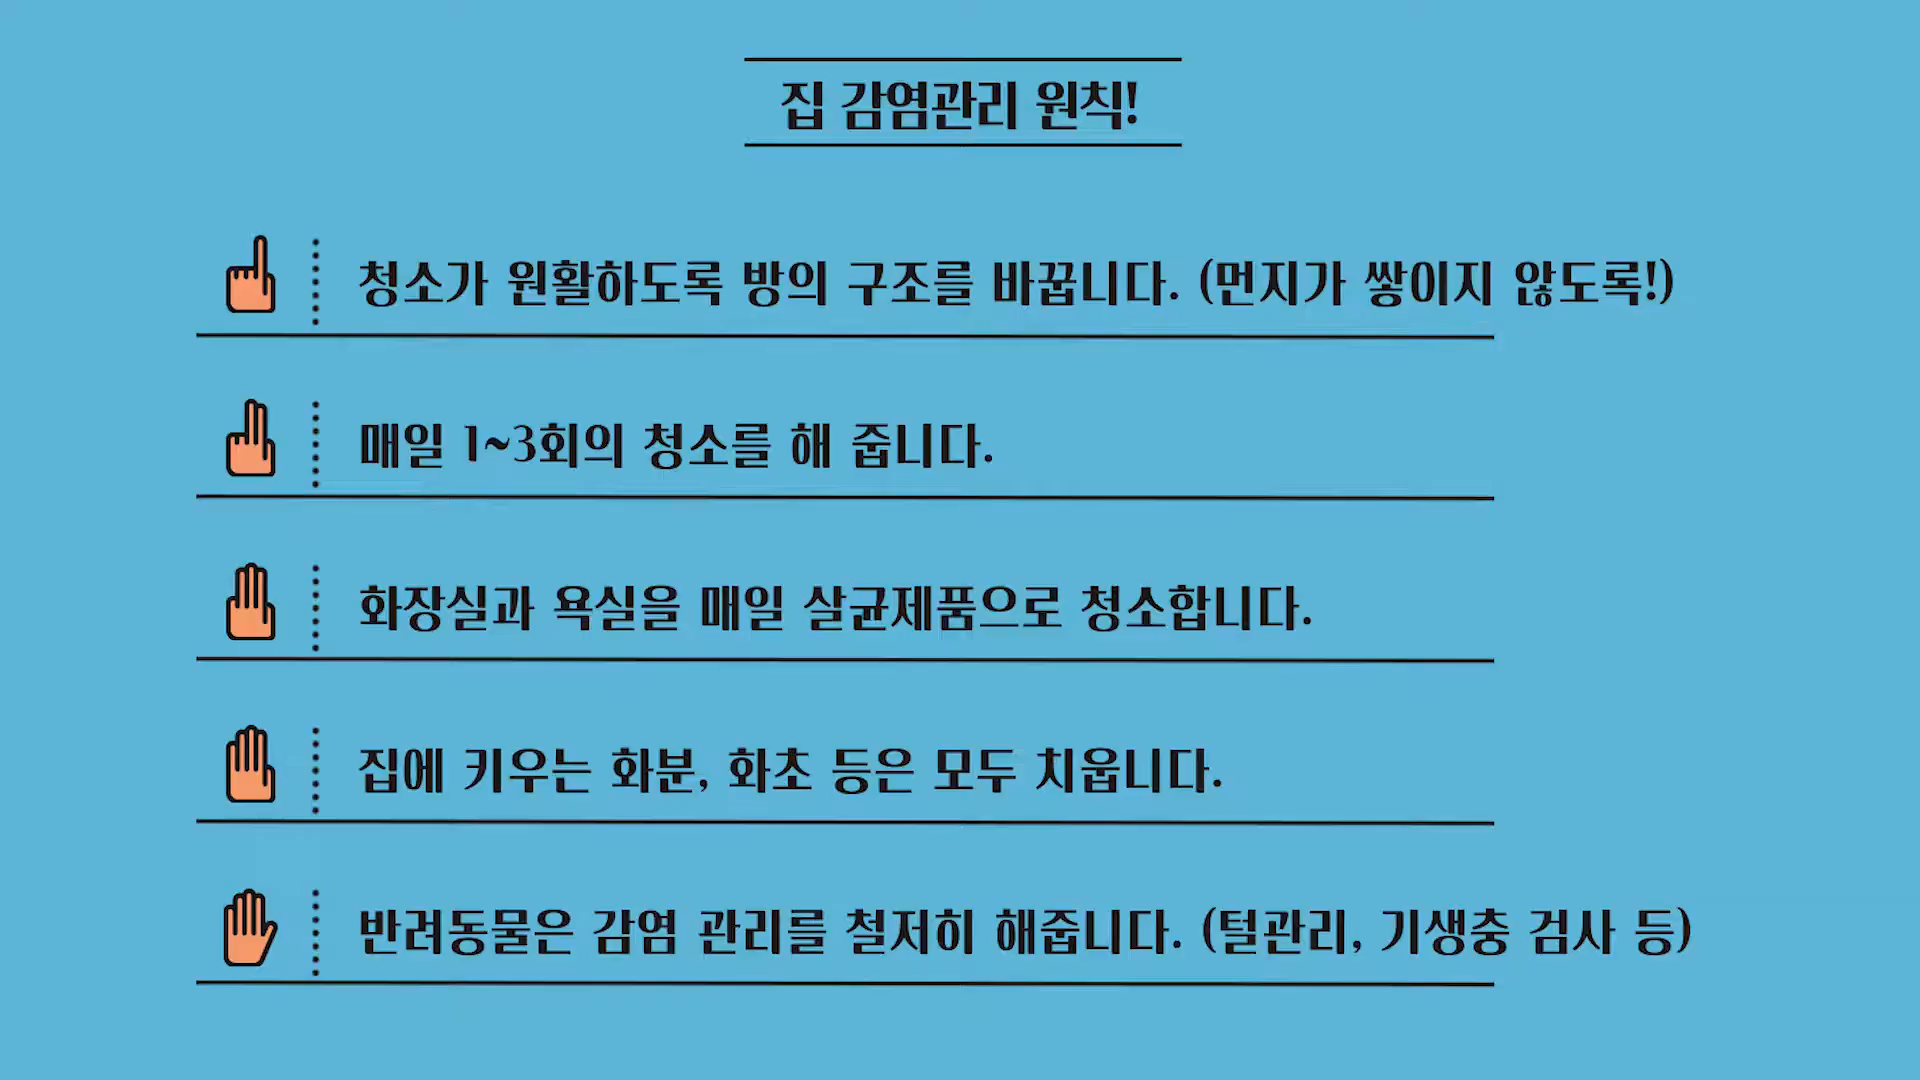 집 감염관리 원칙!
청소가 원활하도록 방의 구조를 바꿉니다. (먼지가 쌓이지 않도록!)
매일 1~3회의 청소를 해 줍니다.
화장실과 욕실을 매일 살균제품으로 청소합니다.
집에 키우는 화분, 화초 등은 모두 치웁니다.
반려동물은 감염 관리를 철저히 해줍니다. (털관리, 기생충 검사 등)